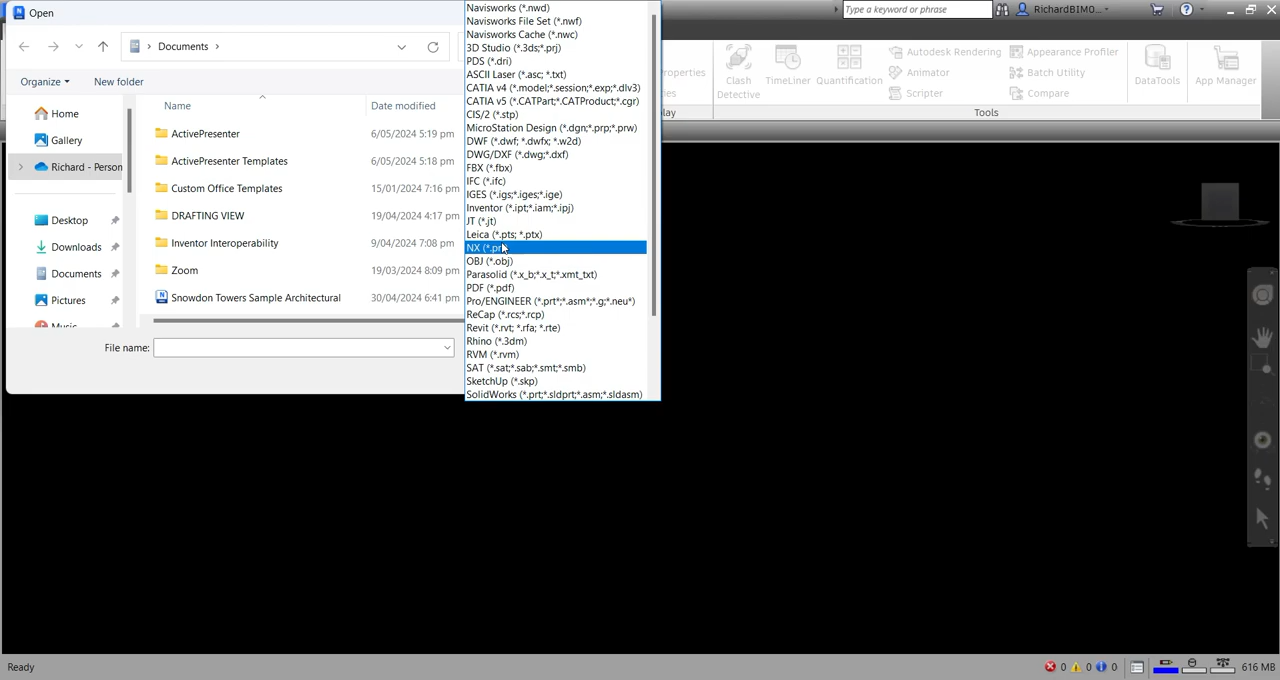 Open
Type a keyword or phrase
RichardBIMO...
Documents
Organize
New folder
Name
Date modified
Home
Gallery
Richard - Person
Desktop
Downloads
Documents
Pictures
Music
ActivePresenter 6/05/2024 5:19 pm
ActivePresenter Templates 6/05/2024 5:18 pm
Custom Office Templates 15/01/2024 7:16 pm
DRAFTING VIEW 19/04/2024 4:17 pm
Inventor Interoperability 9/04/2024 7:08 pm
Zoom 19/03/2024 8:09 pm
Snowdon Towers Sample Architectural 30/04/2024 6:41 pm
File name:
Navisworks (*.nwd)
Navisworks File Set (*.nwf)
Navisworks Cache (*.nwc)
3D Studio (*.3ds;*.prj)
PDS (*.dri)
ASCII Laser (*.asc; *.txt)
CATIA v4 (*.model;*.session;*.exp;*.dlv3)
CATIA v5 (*.CATPart;*.CATProduct;*.cgr)
CIS/2 (*.stp)
MicroStation Design (*.dgn;*.prp;*.prw)
DWF (*.dwf; *.dwfx; *.w2d)
DWG/DXF (*.dwg;*.dxf)
FBX (*.fbx)
IFC (*.ifc)
IGES (*.igs;*.iges;*.ige)
Inventor (*.ipt;*.iam;*.ipj)
JT (*.jt)
Leica (*.pts; *.ptx)
NX (*.pr
OBJ (*.obj)
Parasolid (*.x_b;*.x_t;*.xmt_txt)
PDF (*.pdf)
Pro/ENGINEER (*.prt*;*.asm*;*.g;*.neu*)
ReCap (*.rcs;*.rcp)
Revit (*.rvt; *.rfa; *.rte)
Rhino (*.3dm)
RVM (*.rvm)
SAT (*.sat;*.sab;*.smt;*.smb)
SketchUp (*.skp)
SolidWorks (*.prt;*.sldprt;*.asm;*.sldasm)
roperties
es
lay
Clash
Detective
TimeLiner
Quantification
Autodesk Rendering
Animator
Scripter
Appearance Profiler
Batch Utility
Compare
DataTools
App Manager
Tools
Ready
0 0 0
616 MB